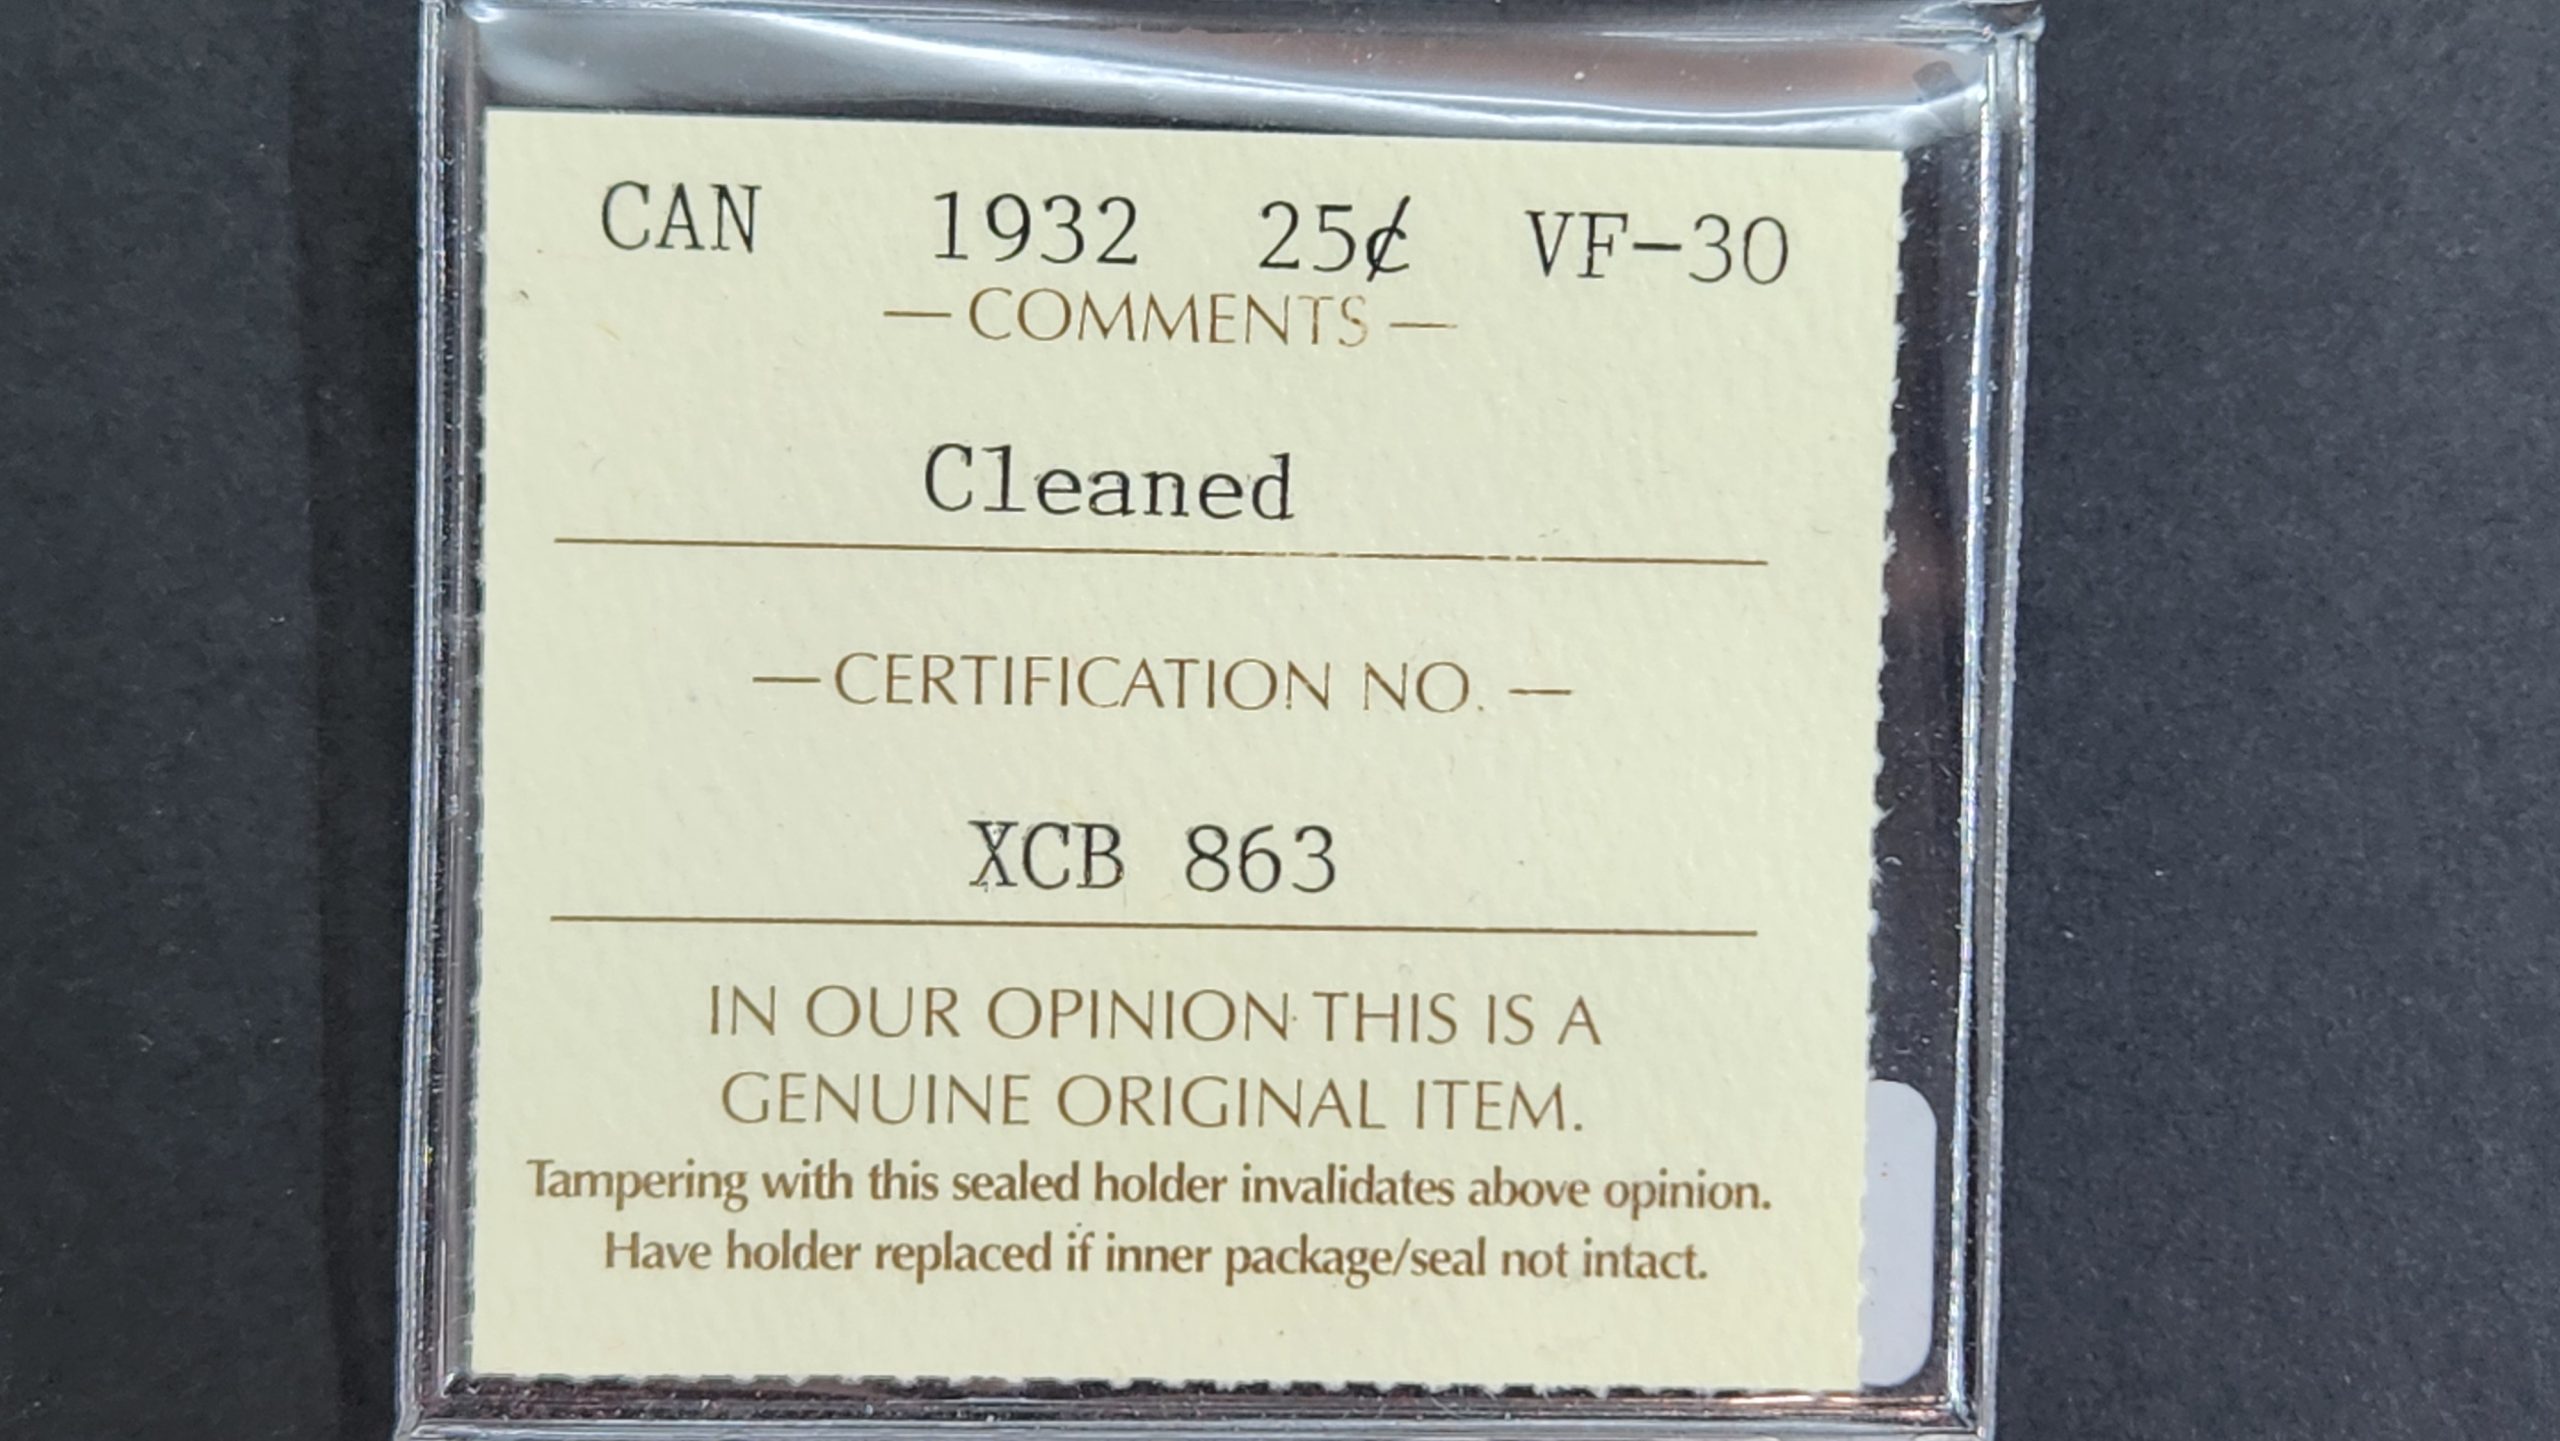 CAN 1932 25¢ VF-30
— COMMENTS —
Cleaned
— CERTIFICATION NO. —
XCB 863
IN OUR OPINION THIS IS A
GENUINE ORIGINAL ITEM.
Tampering with this sealed holder invalidates above opinion.
Have holder replaced if inner package/seal not intact.